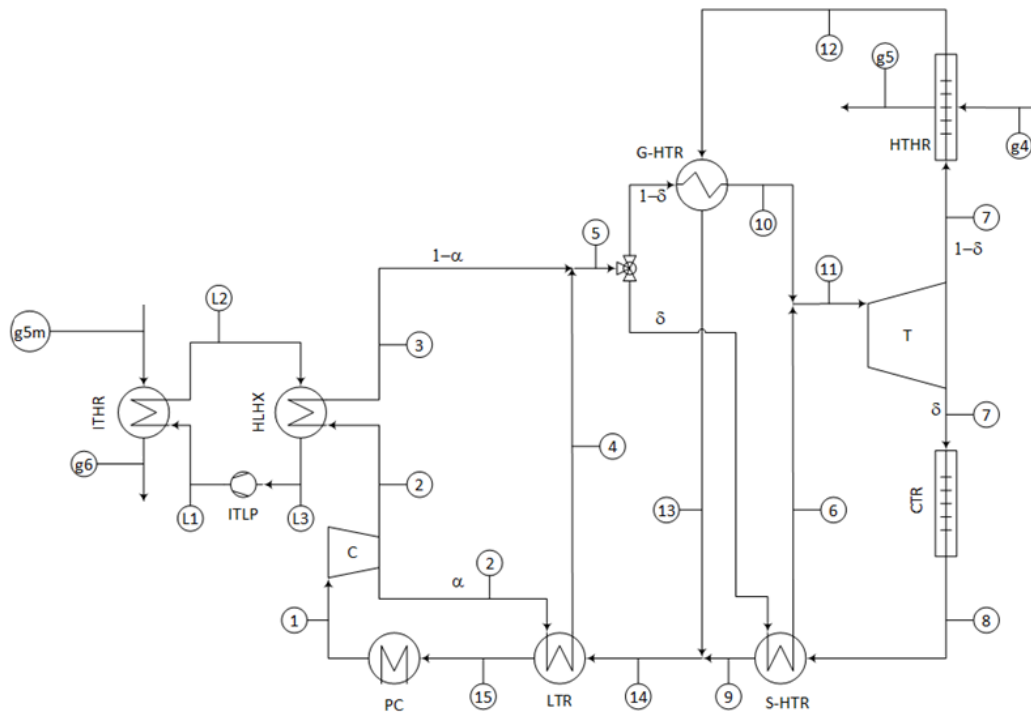 12
g5
HTHR
g4
G-HTR
1−δ
10
7
1−δ
5
11
1−α
δ
T
L2
g5m
3
ITHR
HLHX
4
δ
7
g6
2
CTR
L1
ITLP
L3
13
6
C
α
2
1
8
PC
15
LTR
14
9
S-HTR